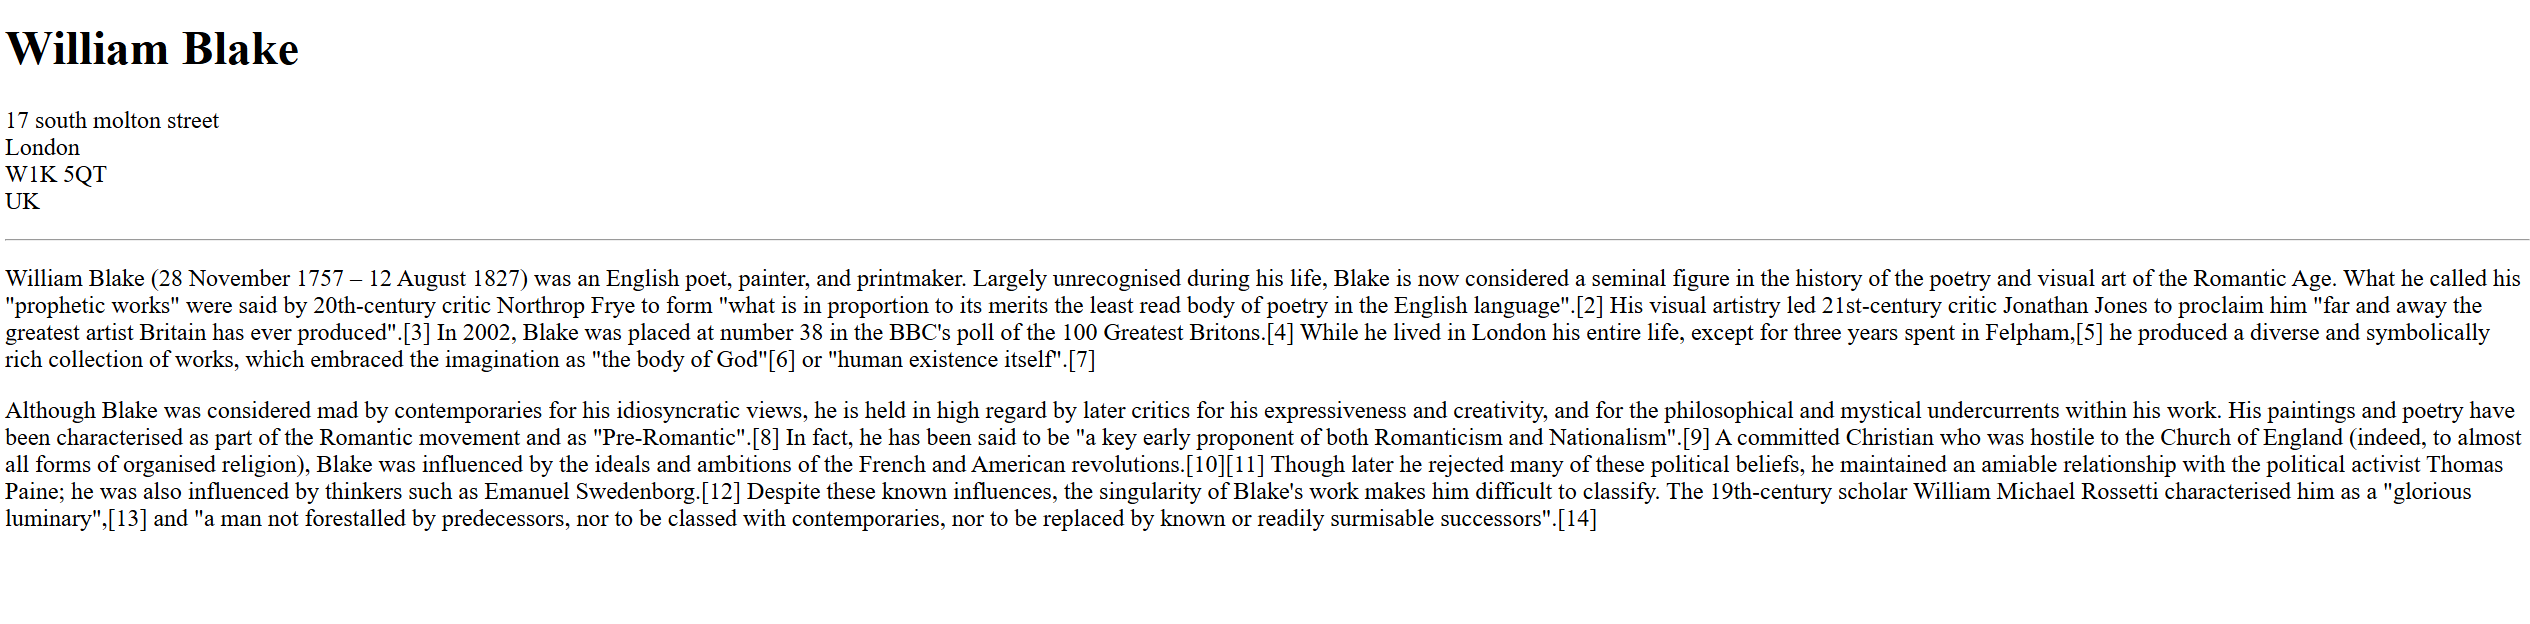 William Blake
17 south molton street
London
W1K 5QT
UK
William Blake (28 November 1757 – 12 August 1827) was an English poet, painter, and printmaker. Largely unrecognised during his life, Blake is now considered a seminal figure in the history of the poetry and visual art of the Romantic Age. What he called his
"prophetic works" were said by 20th-century critic Northrop Frye to form "what is in proportion to its merits the least read body of poetry in the English language".[2] His visual artistry led 21st-century critic Jonathan Jones to proclaim him "far and away the
greatest artist Britain has ever produced".[3] In 2002, Blake was placed at number 38 in the BBC's poll of the 100 Greatest Britons.[4] While he lived in London his entire life, except for three years spent in Felpham,[5] he produced a diverse and symbolically
rich collection of works, which embraced the imagination as "the body of God"[6] or "human existence itself".[7]
Although Blake was considered mad by contemporaries for his idiosyncratic views, he is held in high regard by later critics for his expressiveness and creativity, and for the philosophical and mystical undercurrents within his work. His paintings and poetry have
been characterised as part of the Romantic movement and as "Pre-Romantic".[8] In fact, he has been said to be "a key early proponent of both Romanticism and Nationalism".[9] A committed Christian who was hostile to the Church of England (indeed, to almost
all forms of organised religion), Blake was influenced by the ideals and ambitions of the French and American revolutions.[10][11] Though later he rejected many of these political beliefs, he maintained an amiable relationship with the political activist Thomas
Paine; he was also influenced by thinkers such as Emanuel Swedenborg.[12] Despite these known influences, the singularity of Blake's work makes him difficult to classify. The 19th-century scholar William Michael Rossetti characterised him as a "glorious
luminary",[13] and "a man not forestalled by predecessors, nor to be classed with contemporaries, nor to be replaced by known or readily surmisable successors".[14]